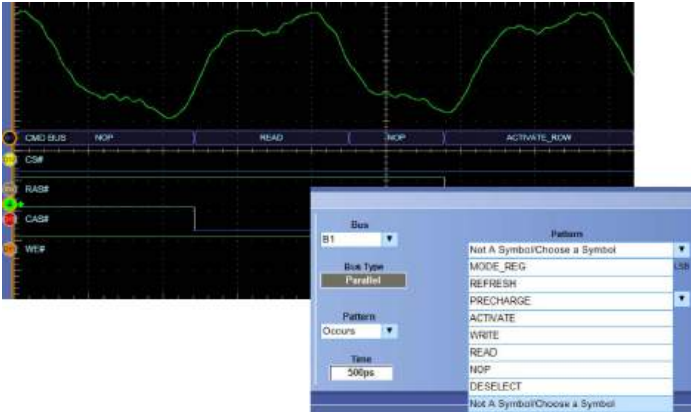 CMD BUS NOP READ NOP ACTIVATE_ROW
CS#
RAS#
CAS#
WE#
Bus
B1
Bus Type
Parallel
Pattern
Occurs
Time
500ps
Pattern
Not A Symbol/Choose a Symbol
LSB
MODE_REG
REFRESH
PRECHARGE
ACTIVATE
WRITE
READ
NOP
DESELECT
Not A Symbol/Choose a Symbol